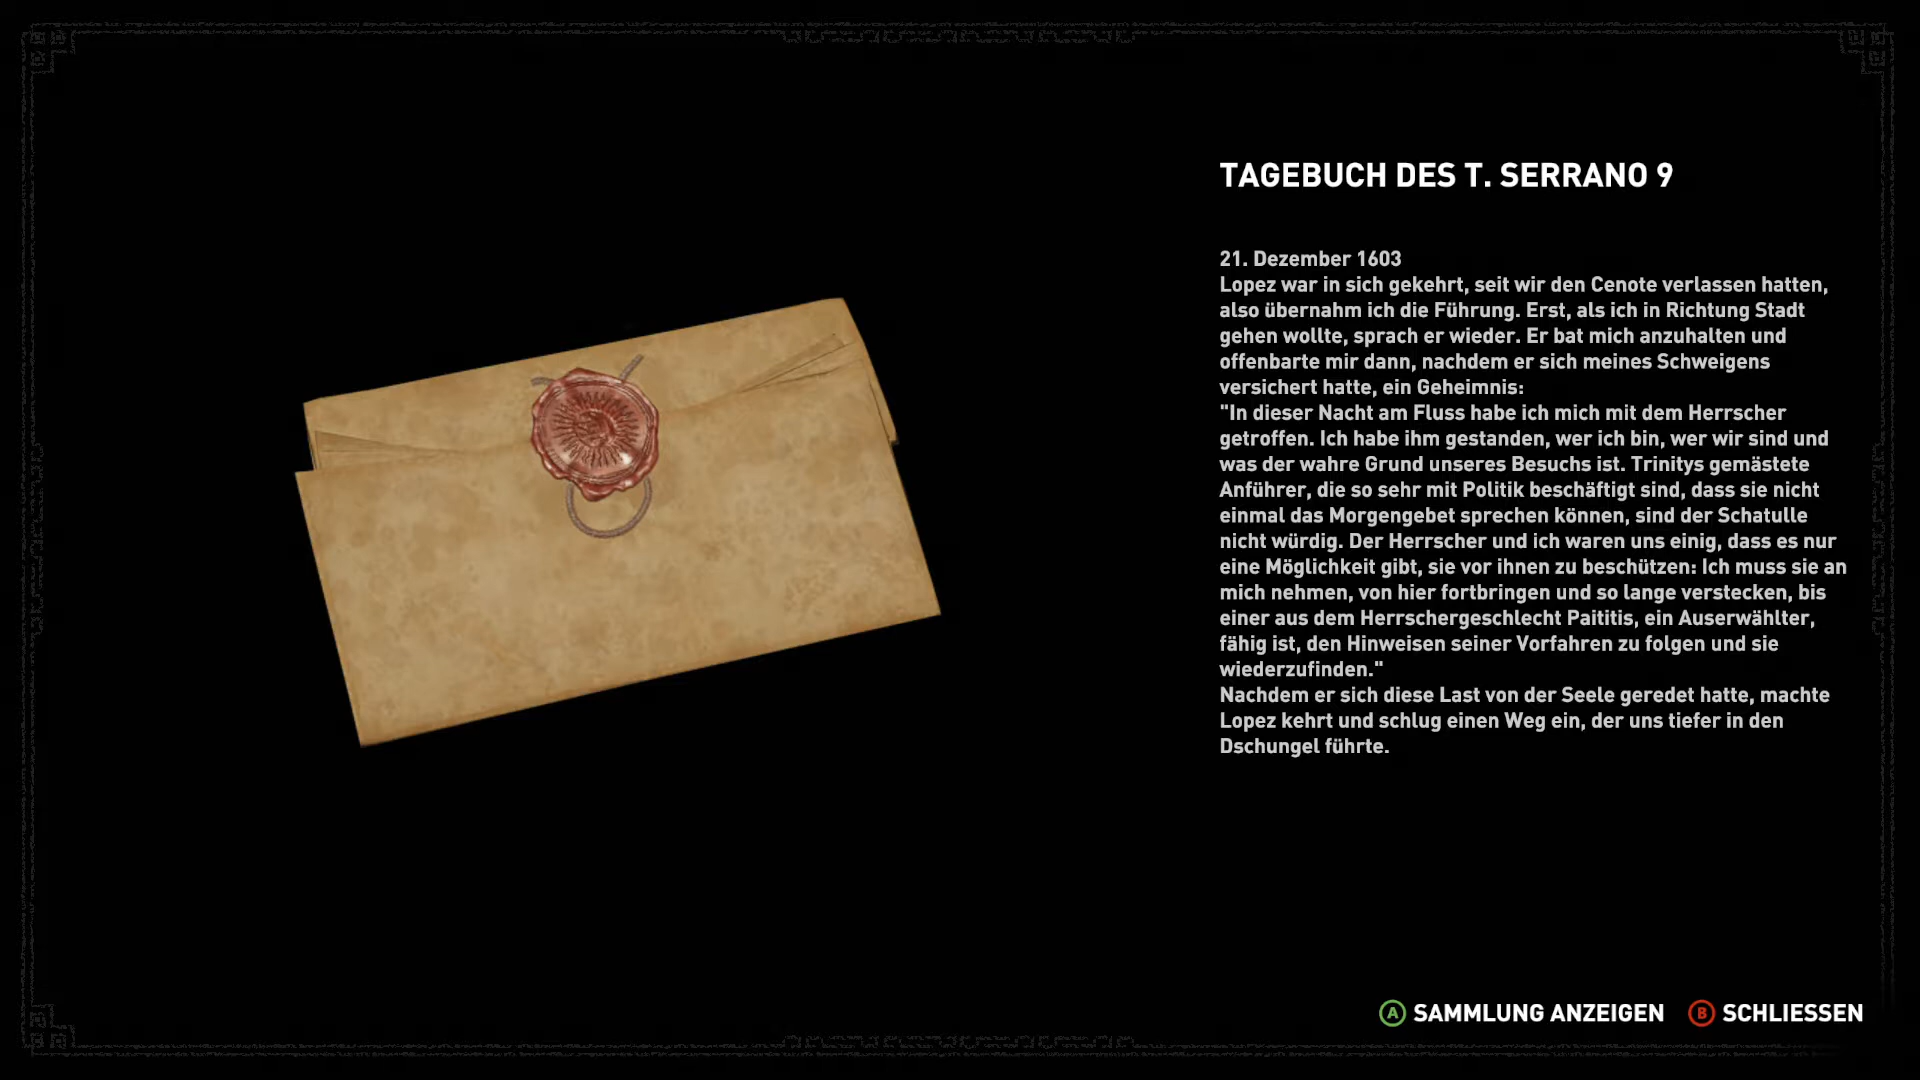 TAGEBUCH DES T. SERRANO 9
21. Dezember 1603
Lopez war in sich gekehrt, seit wir den Cenote verlassen hatten,
also übernahm ich die Führung. Erst, als ich in Richtung Stadt
gehen wollte, sprach er wieder. Er bat mich anzuhalten und
offenbarte mir dann, nachdem er sich meines Schweigens
versichert hatte, ein Geheimnis:
"In dieser Nacht am Fluss habe ich mich mit dem Herrscher
getroffen. Ich habe ihm gestanden, wer ich bin, wer wir sind und
was der wahre Grund unseres Besuchs ist. Trinitys gemästete
Anführer, die so sehr mit Politik beschäftigt sind, dass sie nicht
einmal das Morgengebet sprechen können, sind der Schatulle
nicht würdig. Der Herrscher und ich waren uns einig, dass es nur
eine Möglichkeit gibt, sie vor ihnen zu beschützen: Ich muss sie an
mich nehmen, von hier fortbringen und so lange verstecken, bis
einer aus dem Herrschergeschlecht Paititis, ein Auserwählter,
fähig ist, den Hinweisen seiner Vorfahren zu folgen und sie
wiederzufinden."
Nachdem er sich diese Last von der Seele geredet hatte, machte
Lopez kehrt und schlug einen Weg ein, der uns tiefer in den
Dschungel führte.
A SAMMLUNG ANZEIGEN B SCHLIESSEN